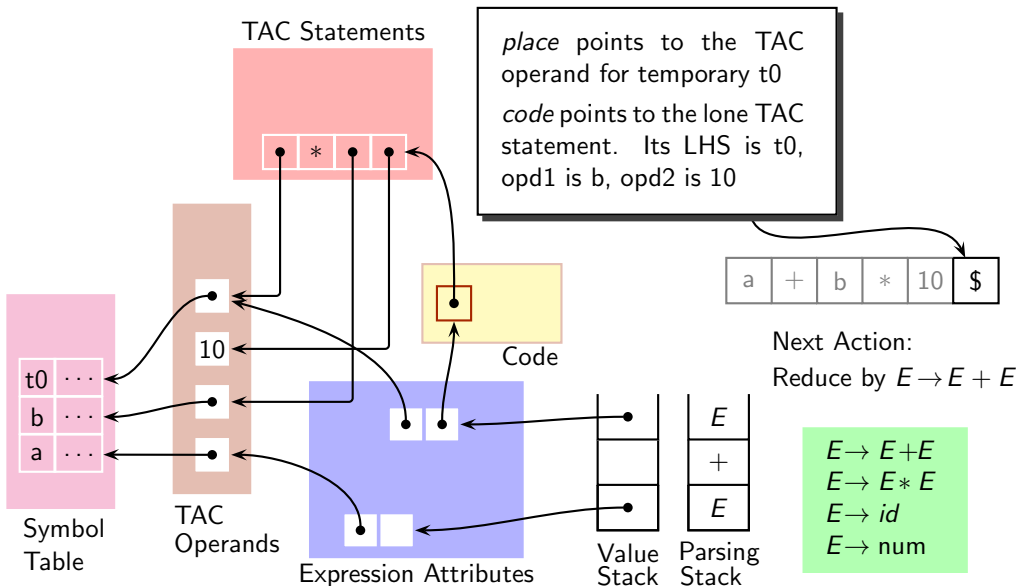 TAC Statements
*
place points to the TAC
operand for temporary t0
code points to the lone TAC
statement. Its LHS is t0,
opd1 is b, opd2 is 10
a + b * 10 $
Next Action:
Reduce by E → E + E
Code
10
t0 ···
b ···
a ···
Symbol
Table
TAC
Operands
Expression Attributes
Value
Stack
E
+
E
Parsing
Stack
E → E+E
E → E * E
E → id
E → num